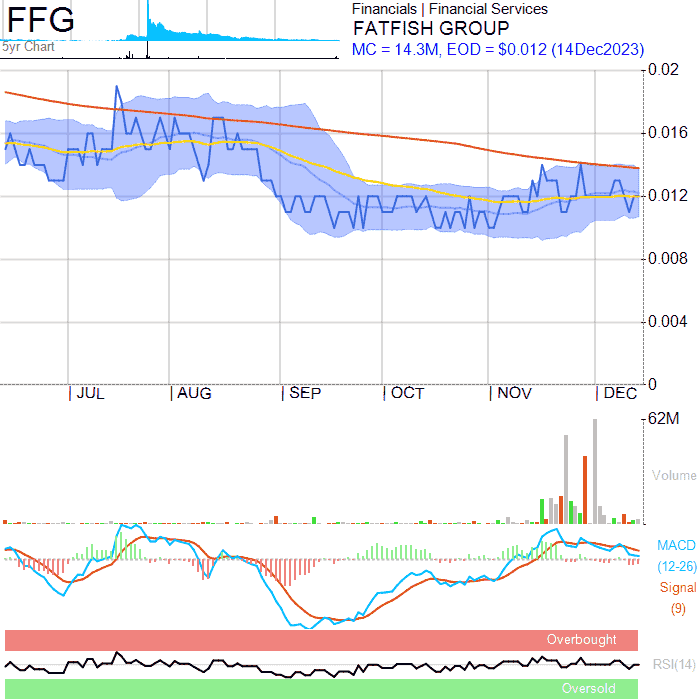 FFG
5yr Chart
Financials | Financial Services
FATFISH GROUP
MC = 14.3M, EOD = $0.012 (14Dec2023)
0.02
0.016
0.012
0.008
0.004
0
| JUL | AUG | SEP | OCT | NOV | DEC
62M
Volume
MACD
(12-26)
Signal
(9)
Overbought
RSI(14)
Oversold